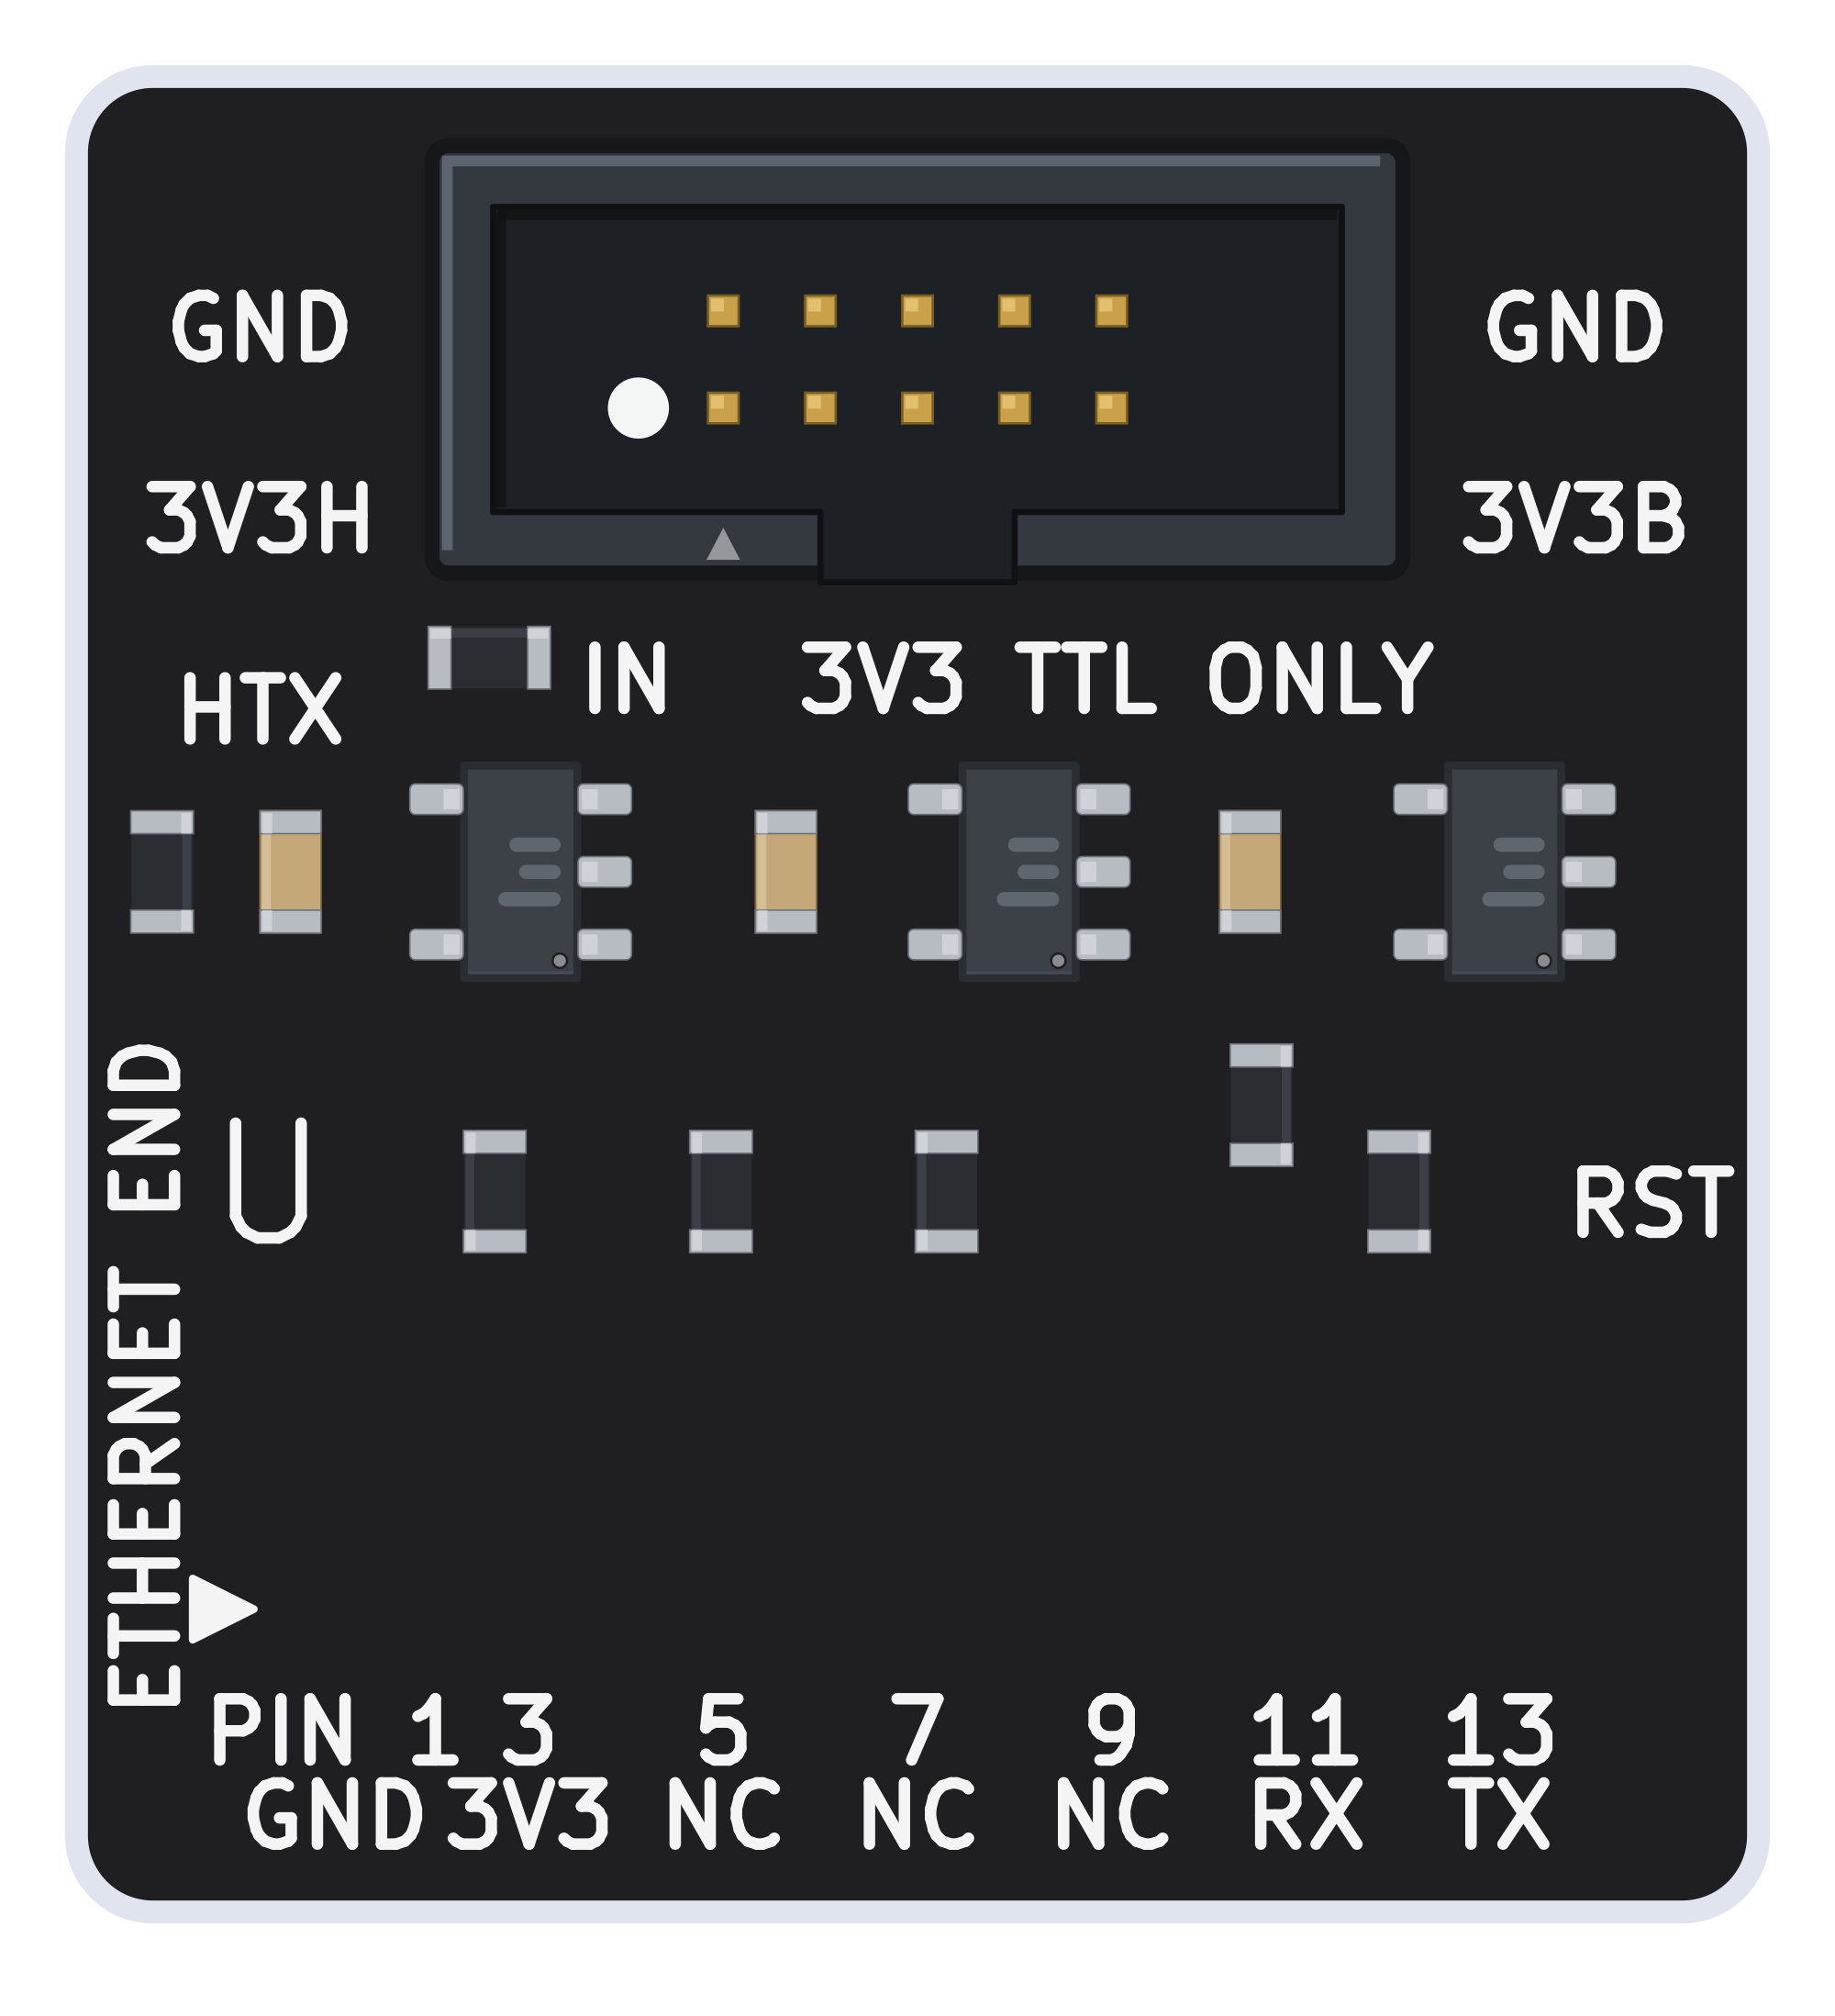 GND GND
3V3H 3V3B
IN 3V3 TTL ONLY
HTX
ETHERNET END
U
RST
PIN 1 3 5 7 9 11 13
GND 3V3 NC NC NC RX TX